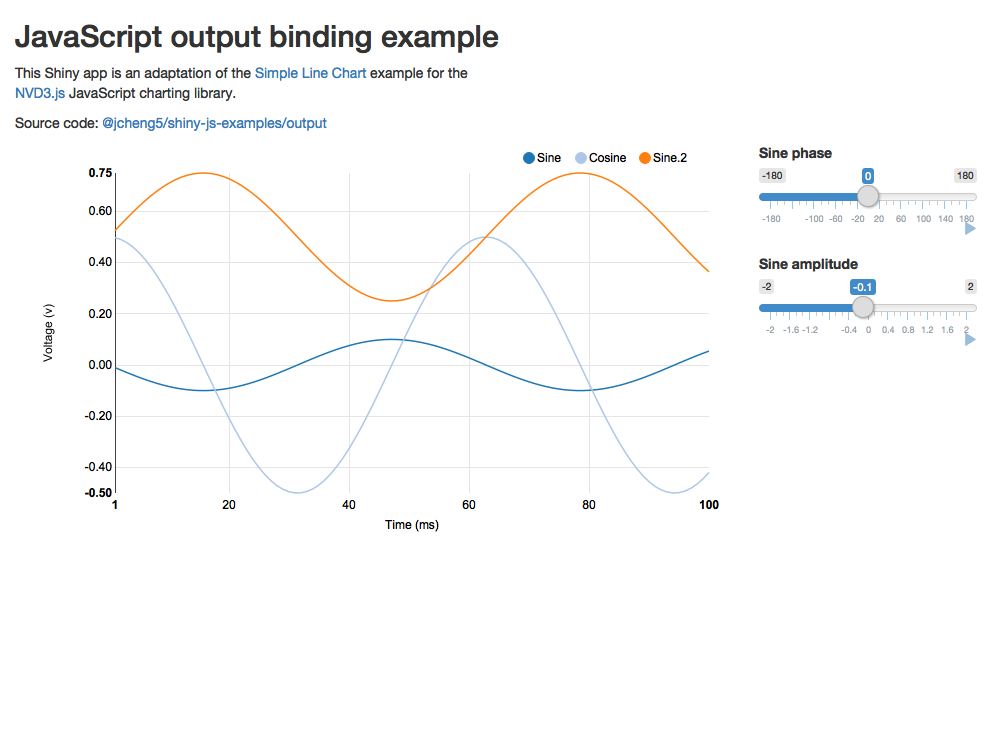 JavaScript output binding example
This Shiny app is an adaptation of the Simple Line Chart example for the
NVD3.js JavaScript charting library.
Source code: @jcheng5/shiny-js-examples/output
Sine Cosine Sine.2
0.75
0.60
0.40
0.20
0.00
-0.20
-0.40
-0.50
Voltage (v)
1 20 40 60 80 100
Time (ms)
Sine phase
-180 0 180
-180 -100 -60 -20 20 60 100 140 180
Sine amplitude
-2 -0.1 2
-2 -1.6 -1.2 -0.4 0 0.4 0.8 1.2 1.6 2